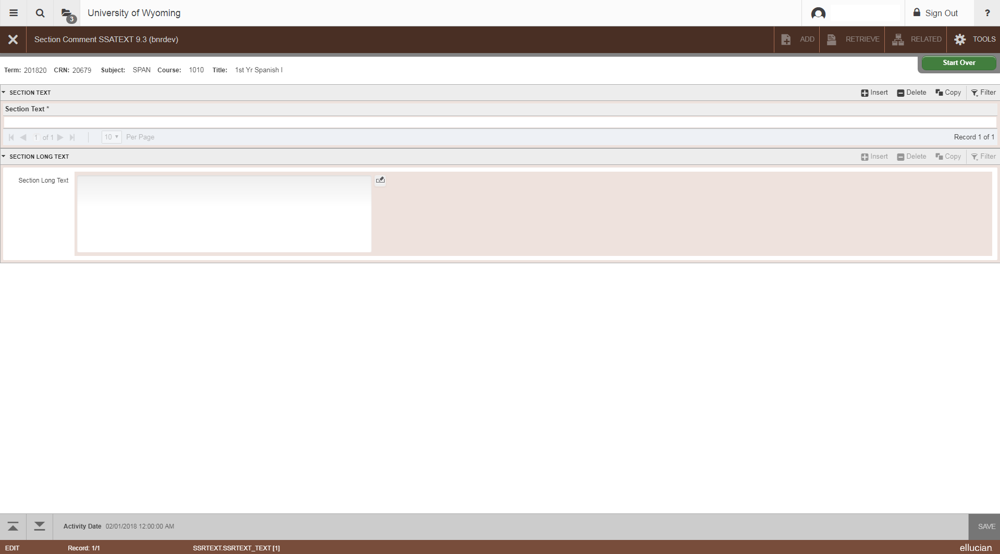 3 University of Wyoming Sign Out ?
Section Comment SSATEXT 9.3 (bnrdev) ADD RETRIEVE RELATED TOOLS
Start Over
Term: 201820 CRN: 20679 Subject: SPAN Course: 1010 Title: 1st Yr Spanish I
SECTION TEXT Insert Delete Copy Filter
Section Text *
1 of 1 10 Per Page Record 1 of 1
SECTION LONG TEXT Insert Delete Copy Filter
Section Long Text
Activity Date 02/01/2018 12:00:00 AM SAVE
EDIT Record: 1/1 SSRTEXT.SSRTEXT_TEXT [1] ellucian